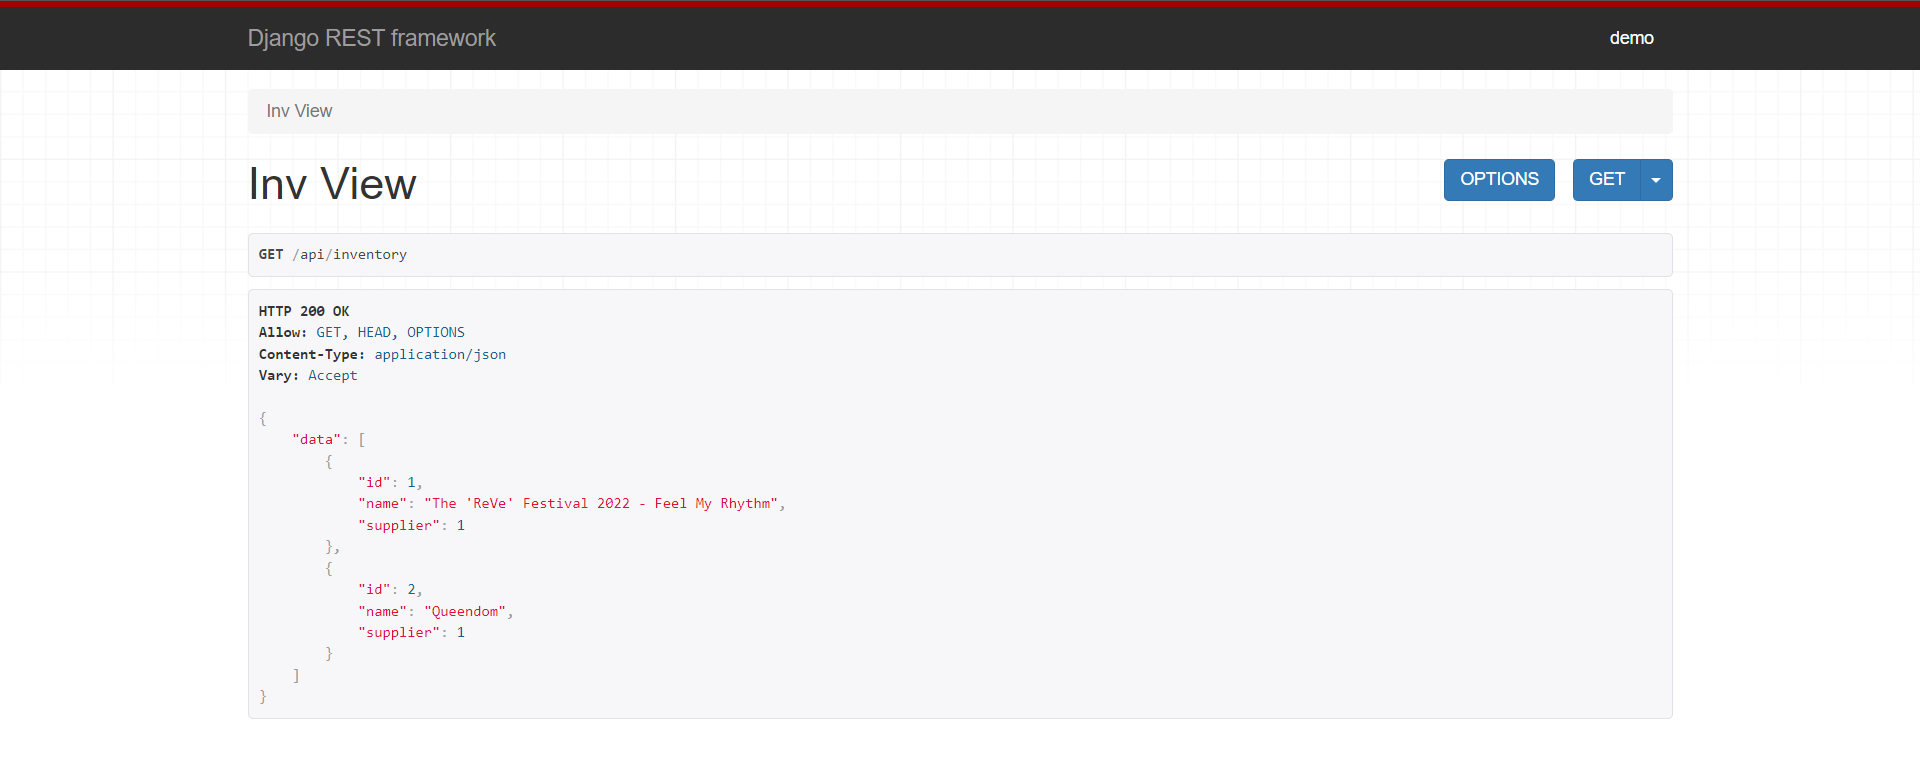 Django REST framework
demo
Inv View
Inv View
OPTIONS
GET
GET /api/inventory
HTTP 200 OK
Allow: GET, HEAD, OPTIONS
Content-Type: application/json
Vary: Accept
{
    "data": [
        {
            "id": 1,
            "name": "The 'ReVe' Festival 2022 - Feel My Rhythm",
            "supplier": 1
        },
        {
            "id": 2,
            "name": "Queendom",
            "supplier": 1
        }
    ]
}